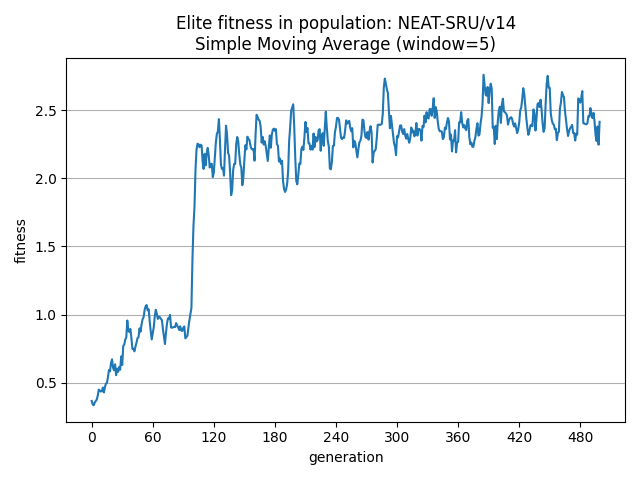 Elite fitness in population: NEAT-SRU/v14
Simple Moving Average (window=5)
fitness
2.5
2.0
1.5
1.0
0.5
0 60 120 180 240 300 360 420 480
generation